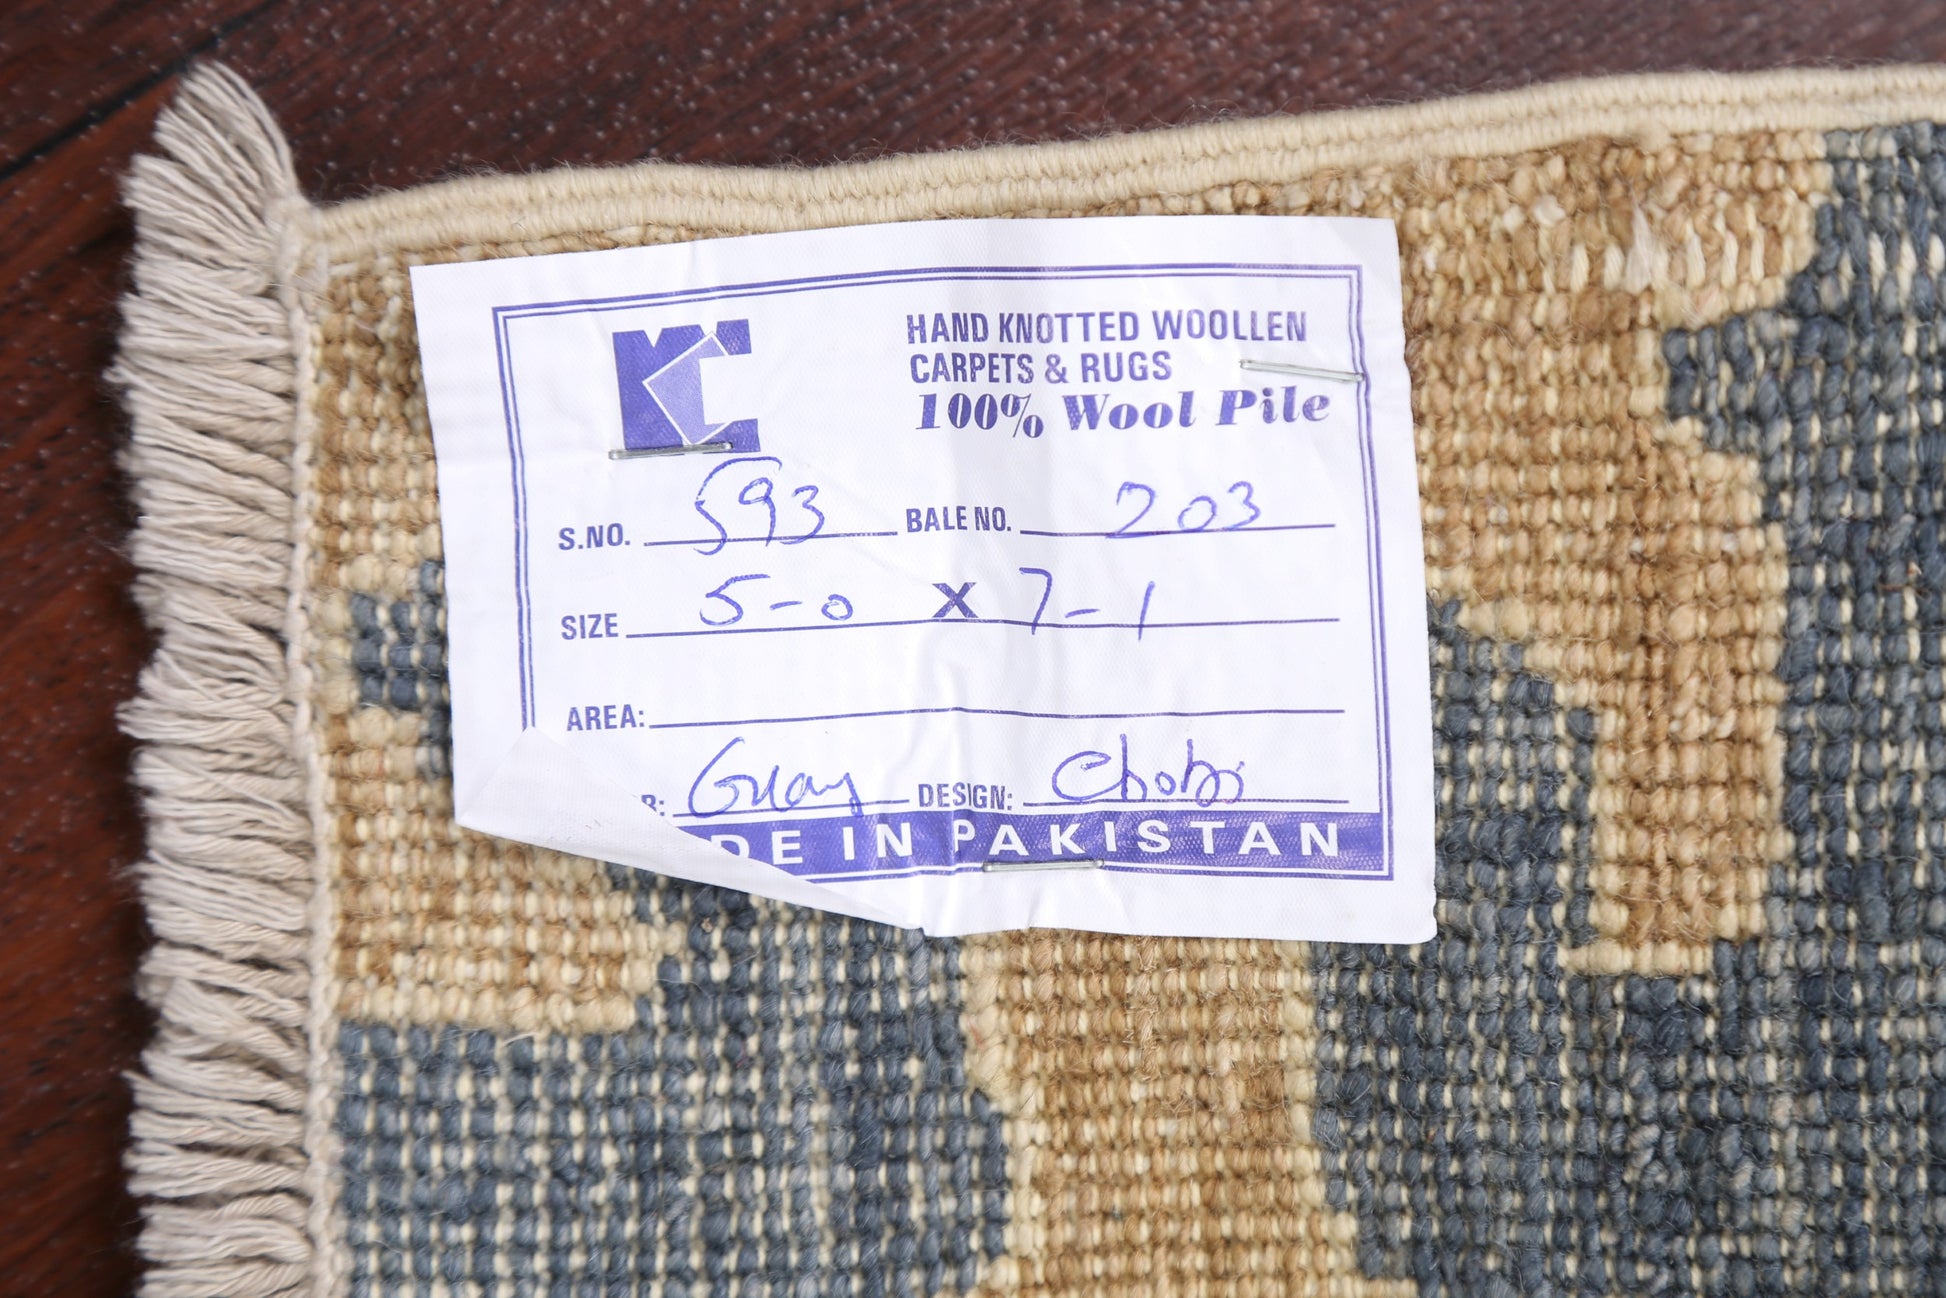 KC
HAND KNOTTED WOOLLEN
CARPETS & RUGS
100% Wool Pile
S.NO. 593 BALE NO. 203
SIZE 5-0 X 7-1
AREA:
R: Gray DESIGN: Chobi
DE IN PAKISTAN